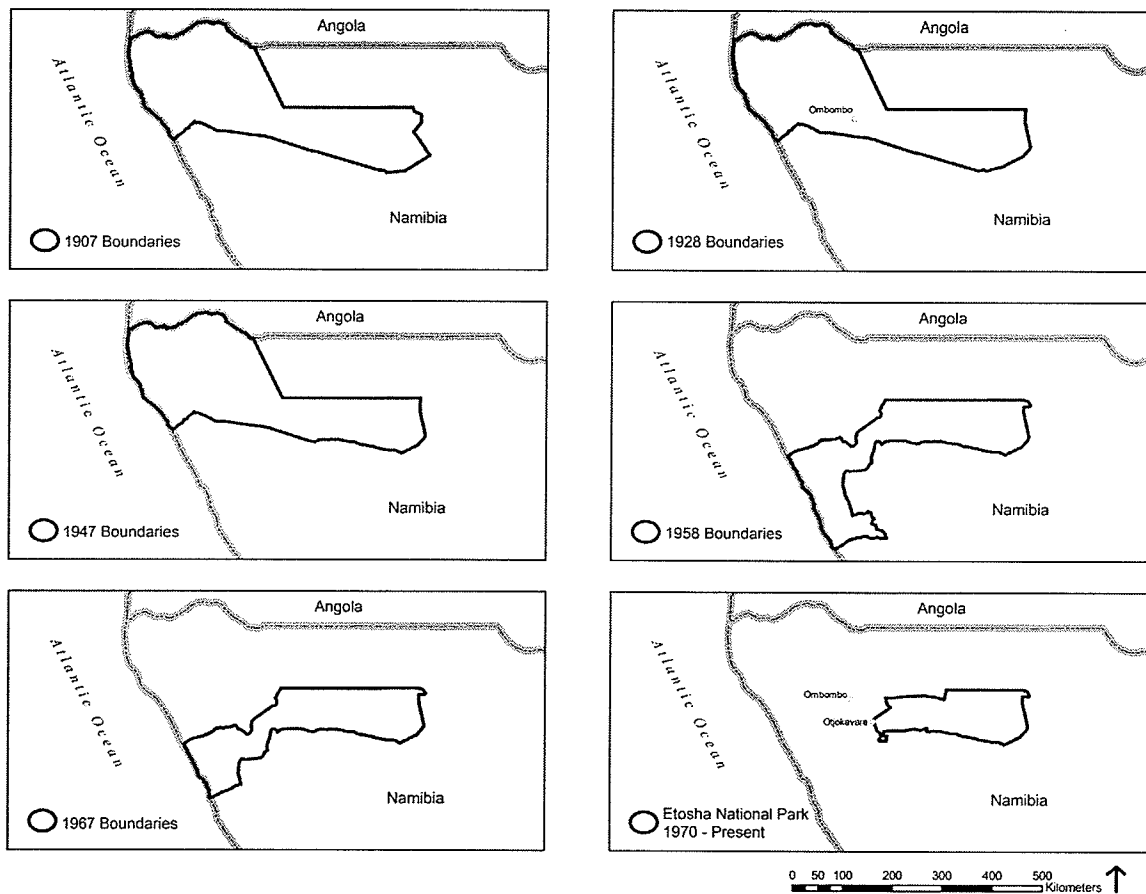 Angola
Atlantic Ocean
Namibia
1907 Boundaries
Angola
Atlantic Ocean
Ombombo
Namibia
1928 Boundaries
Angola
Atlantic Ocean
Namibia
1947 Boundaries
Angola
Atlantic Ocean
Namibia
1958 Boundaries
Angola
Atlantic Ocean
Namibia
1967 Boundaries
Angola
Atlantic Ocean
Ombombo
Otjokavare
Namibia
Etosha National Park
1970 - Present
0 50 100 200 300 400 500
Kilometers